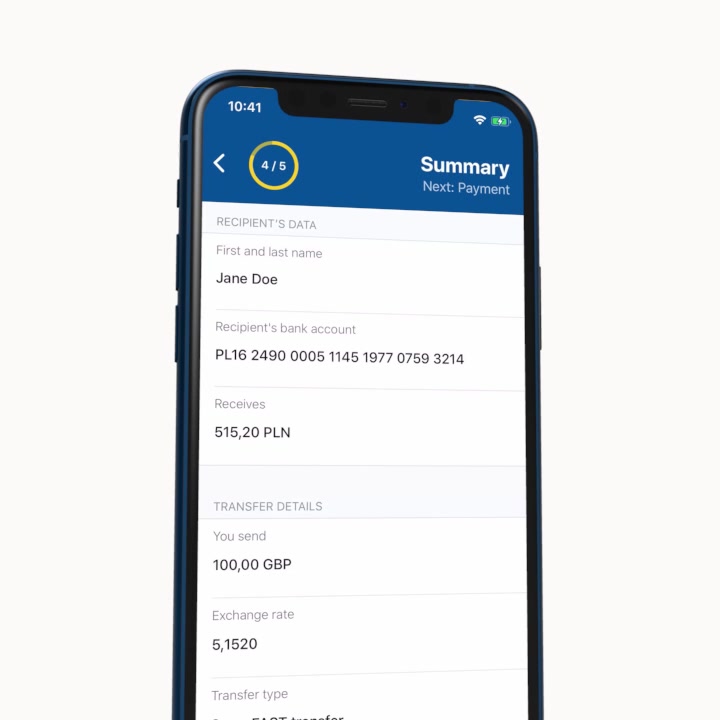 10:41
4 / 5
Summary
Next: Payment
RECIPIENT'S DATA
First and last name
Jane Doe
Recipient's bank account
PL16 2490 0005 1145 1977 0759 3214
Receives
515,20 PLN
TRANSFER DETAILS
You send
100,00 GBP
Exchange rate
5,1520
Transfer type
FAST transfer